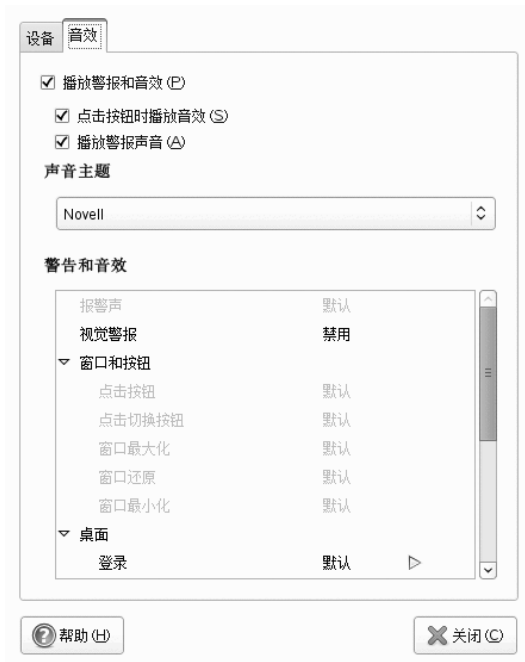 设备 音效
播放警报和音效(P)
点击按钮时播放音效(S)
播放警报声音(A)
声音主题
Novell
警告和音效
报警声 默认
视觉警报 禁用
窗口和按钮
点击按钮 默认
点击切换按钮 默认
窗口最大化 默认
窗口还原 默认
窗口最小化 默认
桌面
登录 默认
帮助(H) 关闭(C)